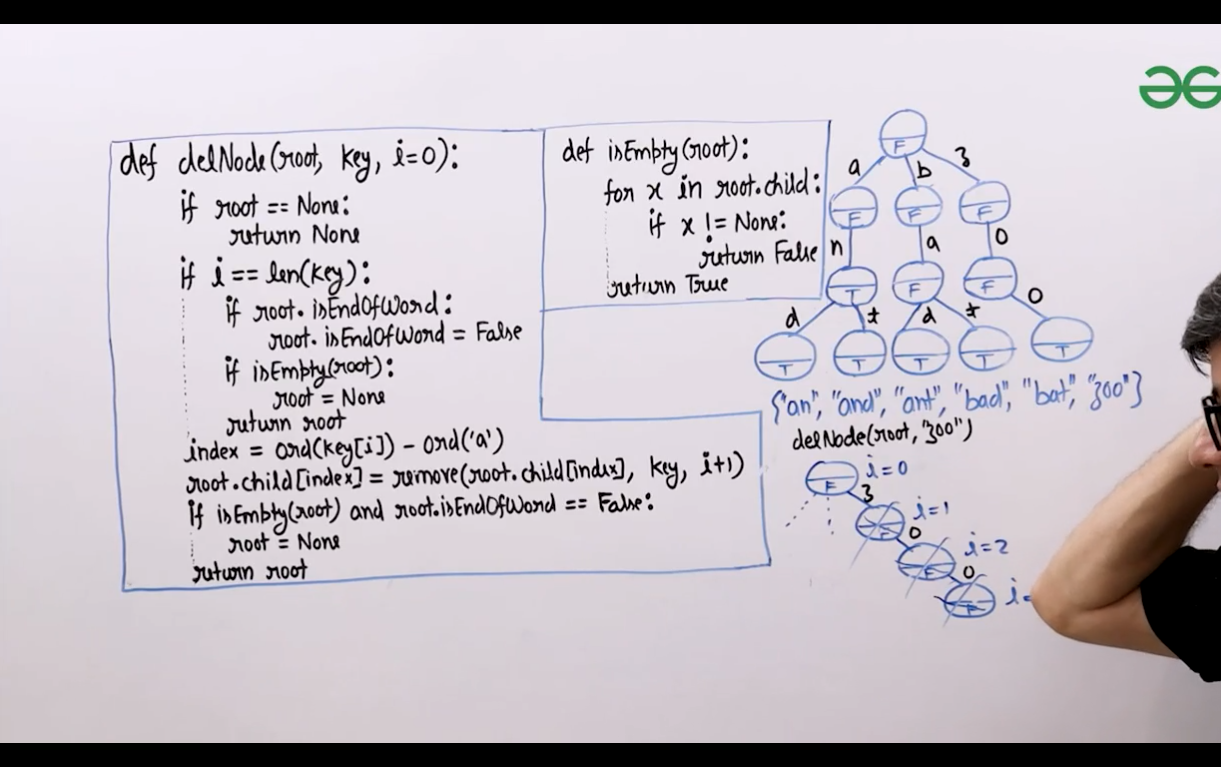 def delNode(root, key, i=0):
if root == None:
return None
if i == len(key):
if root.isEndOfWord:
root.isEndOfWord = False
if isEmpty(root):
root = None
return root
index = ord(key[i]) - ord('a')
root.child[index] = remove(root.child[index], key, i+1)
if isEmpty(root) and root.isEndOfWord == False:
root = None
return root
def isEmpty(root):
for x in root.child:
if x != None:
return False
return True
F
a b z
F F F
n a o
T F F
d t d t o
T T T T T
{"an", "and", "ant", "bad", "bat", "zoo"}
delNode(root, "zoo")
i=0
F
z
i=1
o
i=2
F
o
i=